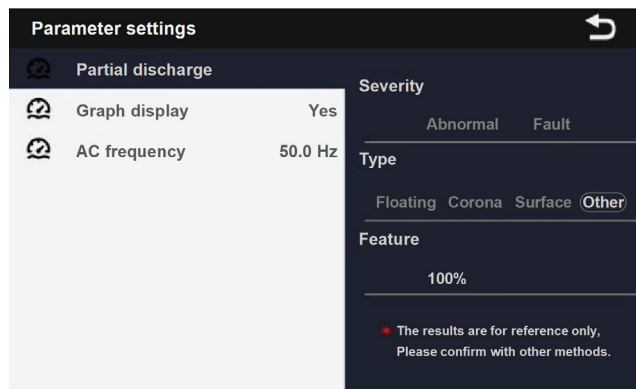 Parameter settings
Partial discharge
Graph display Yes
AC frequency 50.0 Hz
Severity
Abnormal Fault
Type
Floating Corona Surface Other
Feature
100%
The results are for reference only,
Please confirm with other methods.